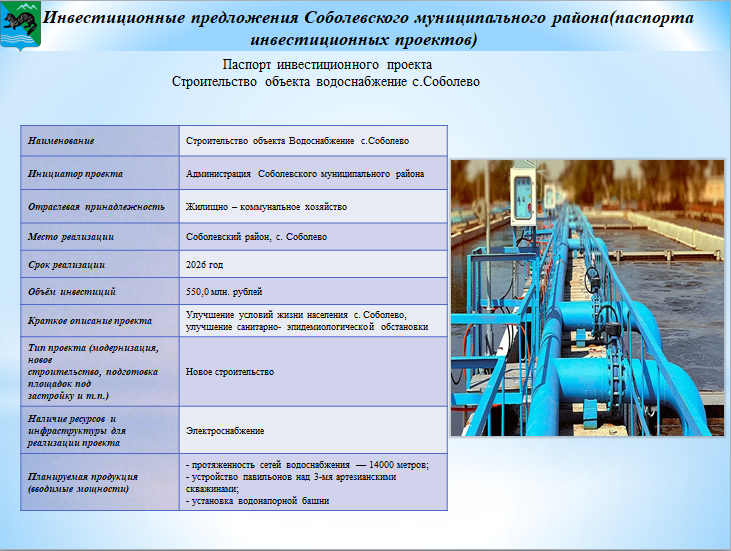 Инвестиционные предложения Соболевского муниципального района(паспорта
инвестиционных проектов)
Паспорт инвестиционного проекта
Строительство объекта водоснабжение с.Соболево
Наименование
Строительство объекта Водоснабжение с.Соболево
Инициатор проекта
Администрация Соболевского муниципального района
Отраслевая принадлежность
Жилищно – коммунальное хозяйство
Место реализации
Соболевский район, с. Соболево
Срок реализации
2026 год
Объём инвестиций
550,0 млн. рублей
Краткое описание проекта
Улучшение условий жизни населения с. Соболево,
улучшение санитарно- эпидемиологической обстановки
Тип проекта (модернизация,
новое
строительство, подготовка
площадок под
застройку и т.п.)
Новое строительство
Наличие ресурсов и
инфраструктуры для
реализации проекта
Электроснабжение
Планируемая продукция
(вводимые мощности)
- протяженность сетей водоснабжения — 14000 метров;
- устройство павильонов над 3-мя артезианскими
скважинами;
- установка водонапорной башни